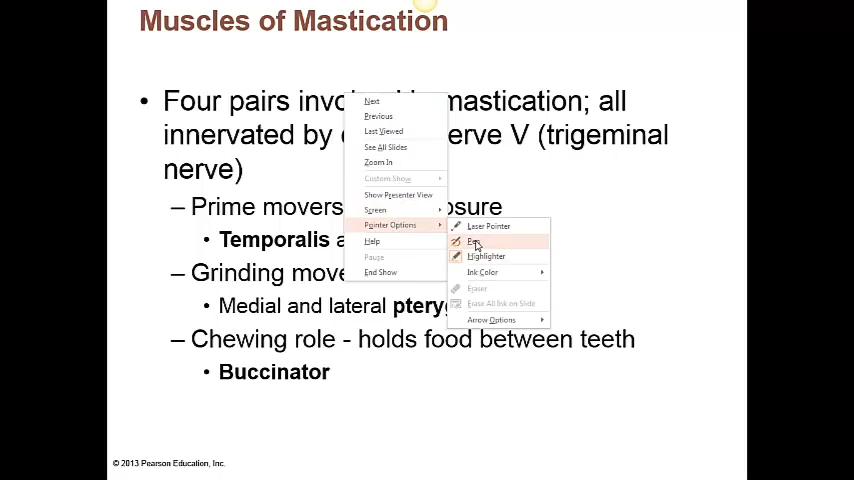 Muscles of Mastication
• Four pairs invo mastication; all
innervated by erve V (trigeminal
nerve)
– Prime movers osure
• Temporalis a
– Grinding move
• Medial and lateral ptery
– Chewing role - holds food between teeth
• Buccinator
© 2013 Pearson Education, Inc.
Next
Previous
Last Viewed
See All Slides
Zoom In
Custom Show
Show Presenter View
Screen
Pointer Options
Help
Pause
End Show
Laser Pointer
Highlighter
Ink Color
Eraser
Erase All Ink on Slide
Arrow Options